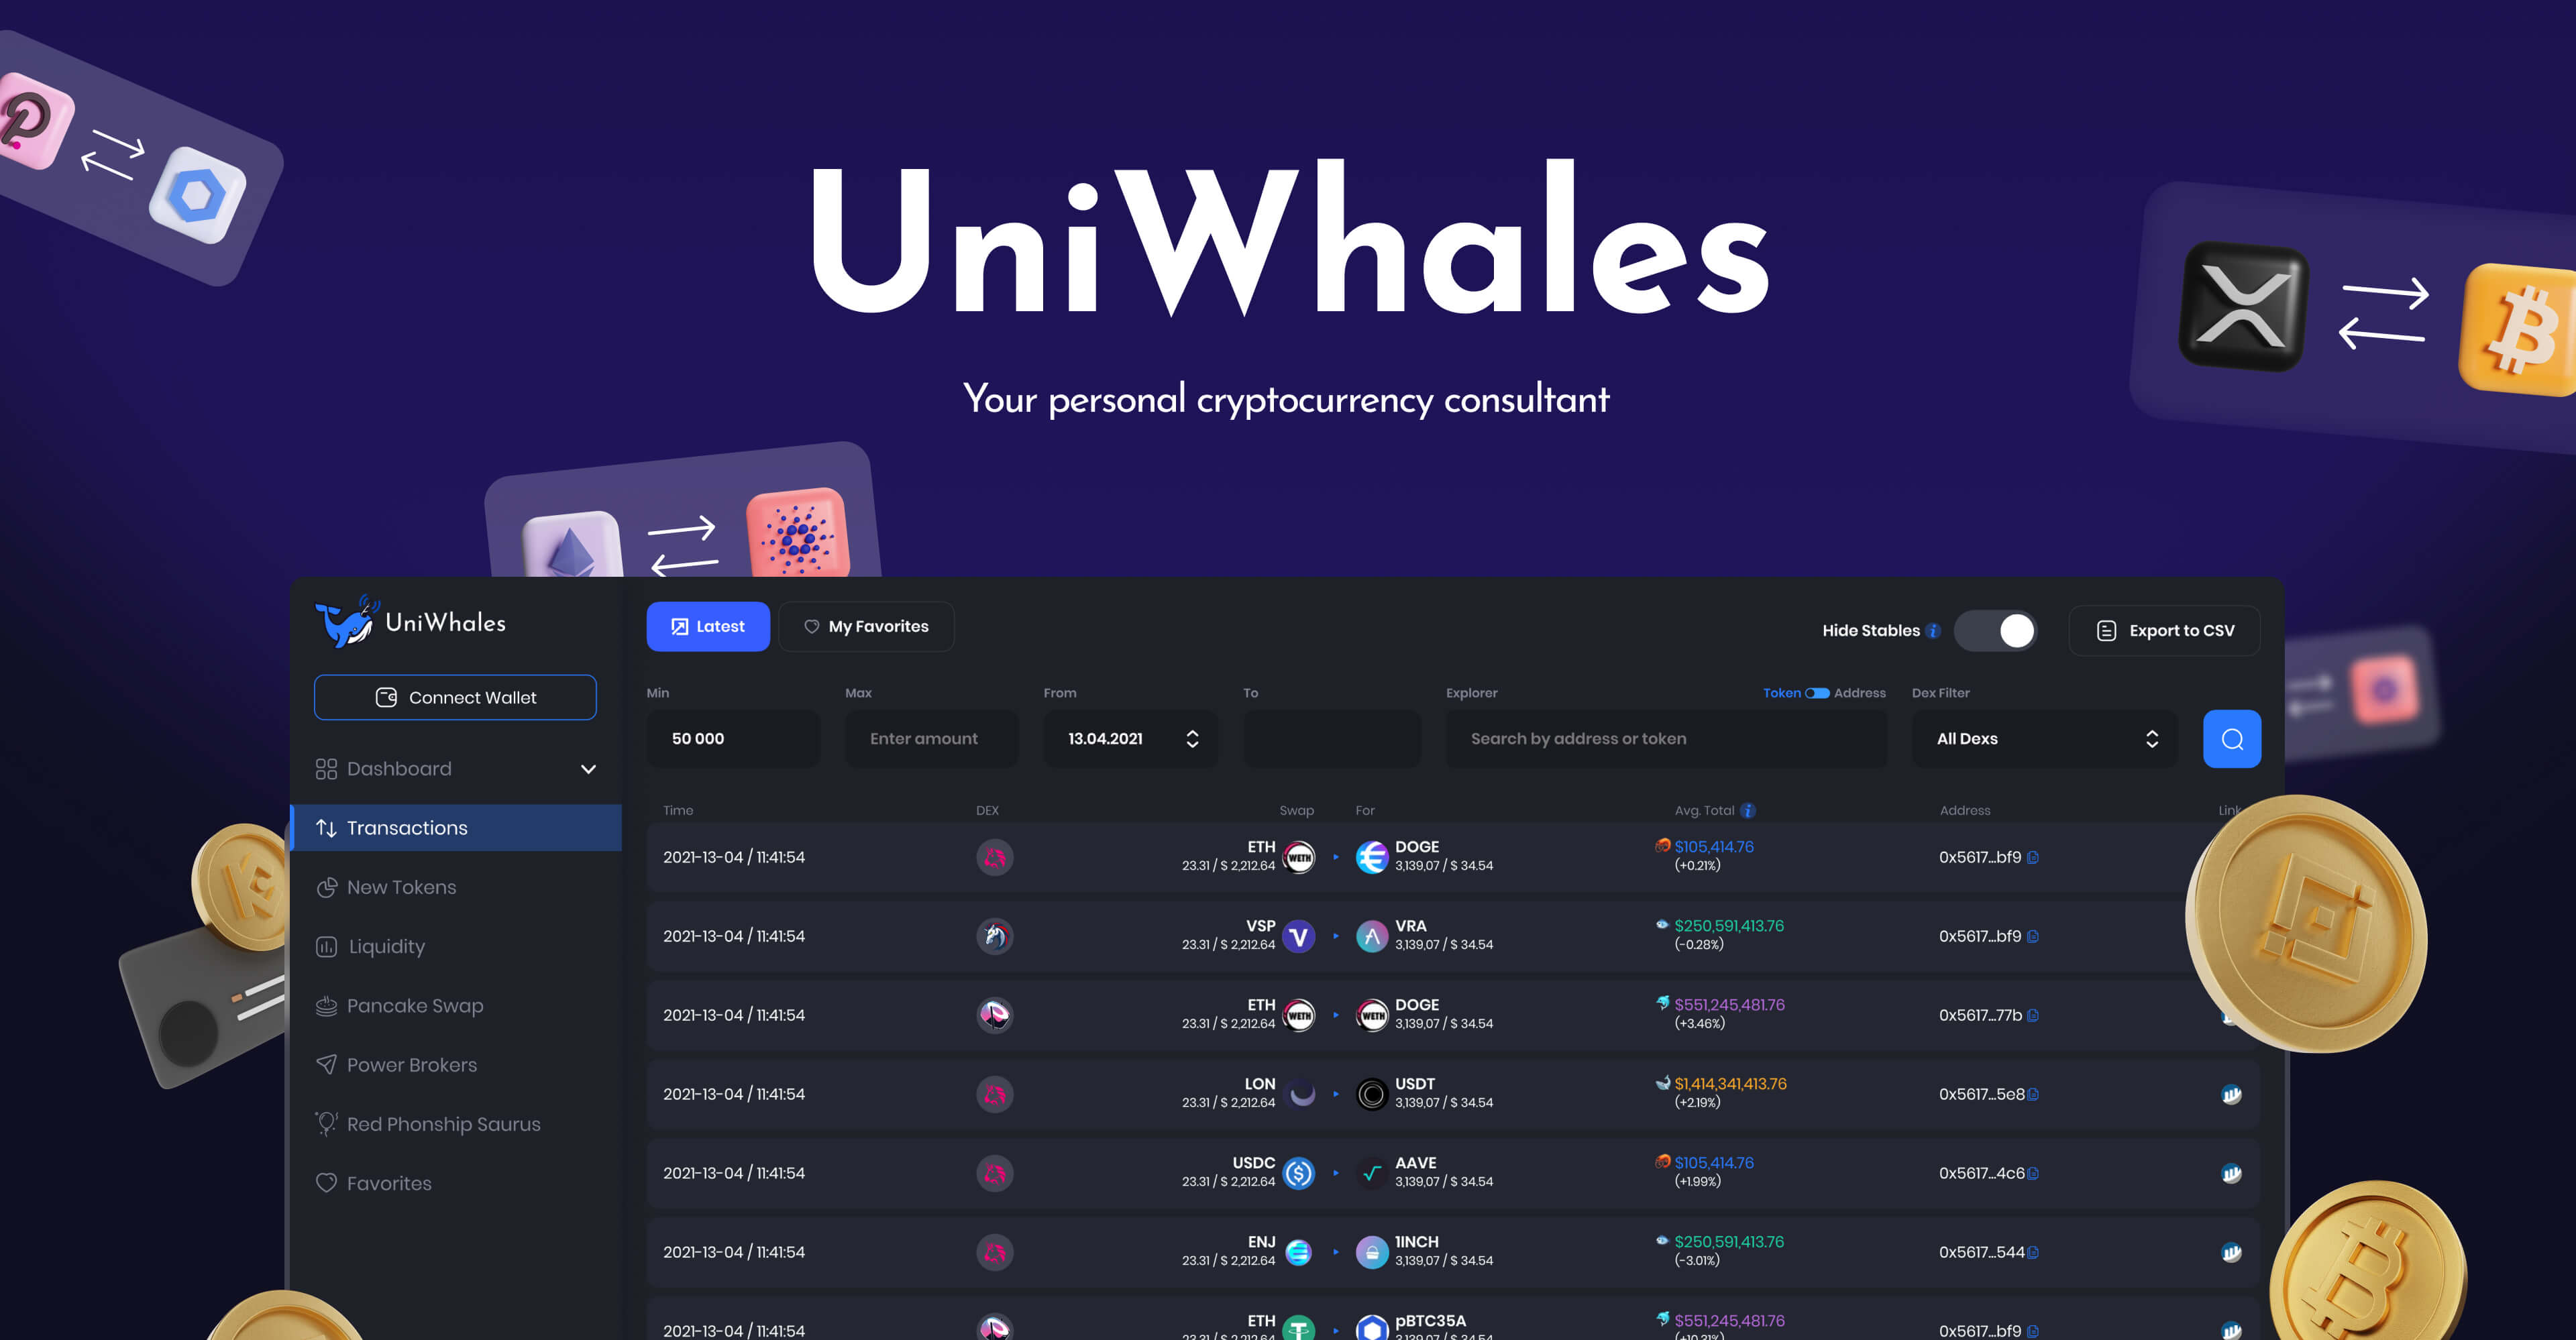 UniWhales
Your personal cryptocurrency consultant
UniWhales
Connect Wallet
Dashboard
Transactions
New Tokens
Liquidity
Pancake Swap
Power Brokers
Red Phonship Saurus
Favorites
Latest
My Favorites
Hide Stables
Export to CSV
Min
Max
From
To
Explorer
Token
Address
Dex Filter
50 000
Enter amount
13.04.2021
Search by address or token
All Dexs
Time
DEX
Swap
For
Avg. Total
Address
2021-13-04 / 11:41:54
ETH
23.31 / $ 2,212.64
WETH
DOGE
3,139,07 / $ 34.54
$105,414.76
(+0.21%)
0x5617...bf9
2021-13-04 / 11:41:54
VSP
23.31 / $ 2,212.64
VRA
3,139,07 / $ 34.54
$250,591,413.76
(-0.28%)
0x5617...bf9
2021-13-04 / 11:41:54
ETH
23.31 / $ 2,212.64
WETH
WETH
DOGE
3,139,07 / $ 34.54
$551,245,481.76
(+3.46%)
0x5617...77b
2021-13-04 / 11:41:54
LON
23.31 / $ 2,212.64
USDT
3,139,07 / $ 34.54
$1,414,341,413.76
(+2.19%)
0x5617...5e8
2021-13-04 / 11:41:54
USDC
23.31 / $ 2,212.64
AAVE
3,139,07 / $ 34.54
$105,414.76
(+1.99%)
0x5617...4c6
2021-13-04 / 11:41:54
ENJ
23.31 / $ 2,212.64
1INCH
3,139,07 / $ 34.54
$250,591,413.76
(-3.01%)
0x5617...544
2021-13-04 / 11:41:54
ETH
pBTC35A
$551,245,481.76
0x5617...bf9